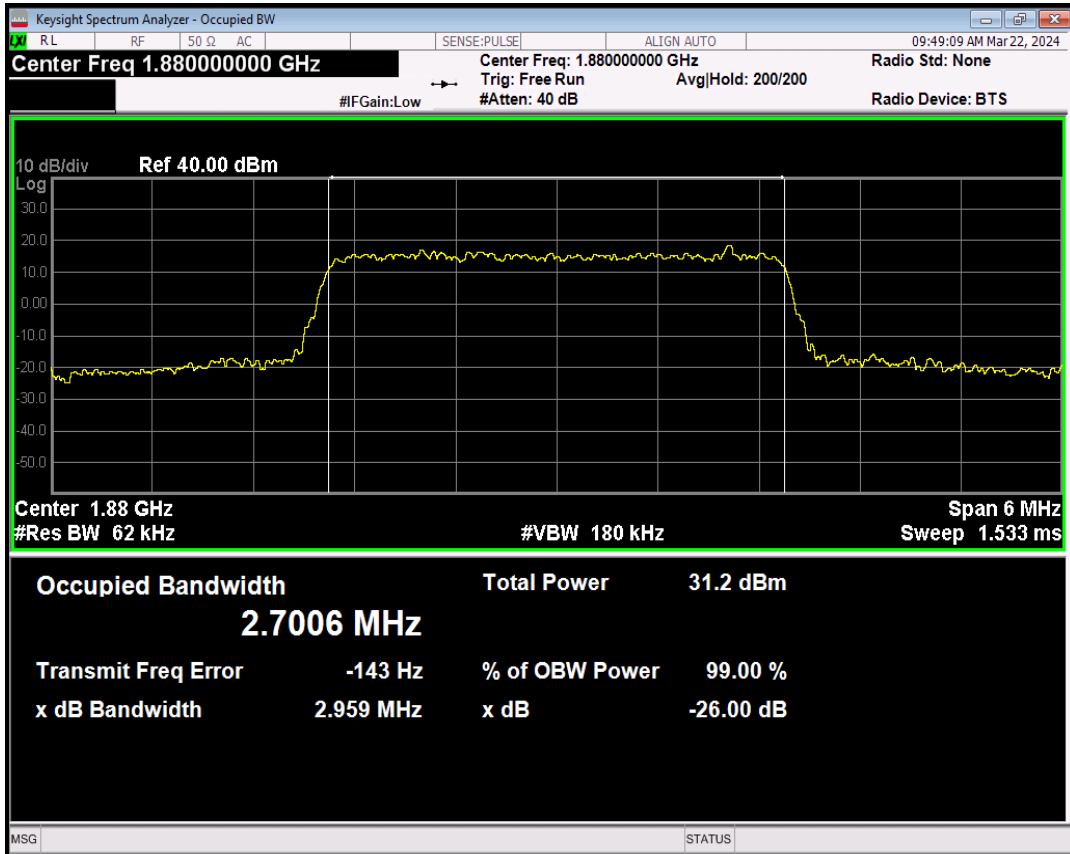 Keysight Spectrum Analyzer - Occupied BW
LXI RL RF 50 Ω AC SENSE:PULSE ALIGN AUTO 09:49:09 AM Mar 22, 2024
Center Freq 1.880000000 GHz Center Freq: 1.880000000 GHz Radio Std: None
Trig: Free Run Avg|Hold: 200/200
#IFGain:Low #Atten: 40 dB Radio Device: BTS
10 dB/div Ref 40.00 dBm
Log
30.0
20.0
10.0
0.00
-10.0
-20.0
-30.0
-40.0
-50.0
Center 1.88 GHz Span 6 MHz
#Res BW 62 kHz #VBW 180 kHz Sweep 1.533 ms
Occupied Bandwidth Total Power 31.2 dBm
2.7006 MHz
Transmit Freq Error -143 Hz % of OBW Power 99.00 %
x dB Bandwidth 2.959 MHz x dB -26.00 dB
MSG STATUS